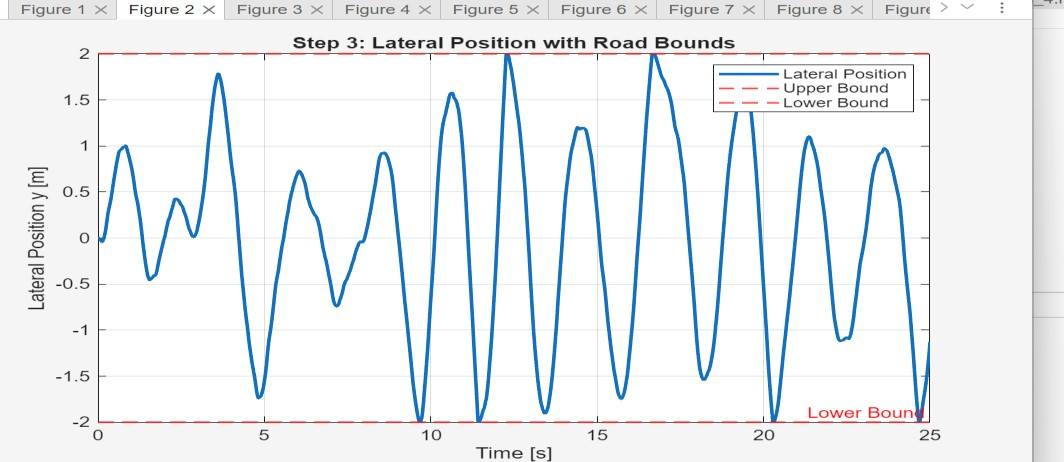 Figure 1 Figure 2 Figure 3 Figure 4 Figure 5 Figure 6 Figure 7 Figure 8 Figure
Step 3: Lateral Position with Road Bounds
Lateral Position
Upper Bound
Lower Bound
2
1.5
1
0.5
0
-0.5
-1
-1.5
-2
Lateral Position y [m]
Lower Bound
0 5 10 15 20 25
Time [s]